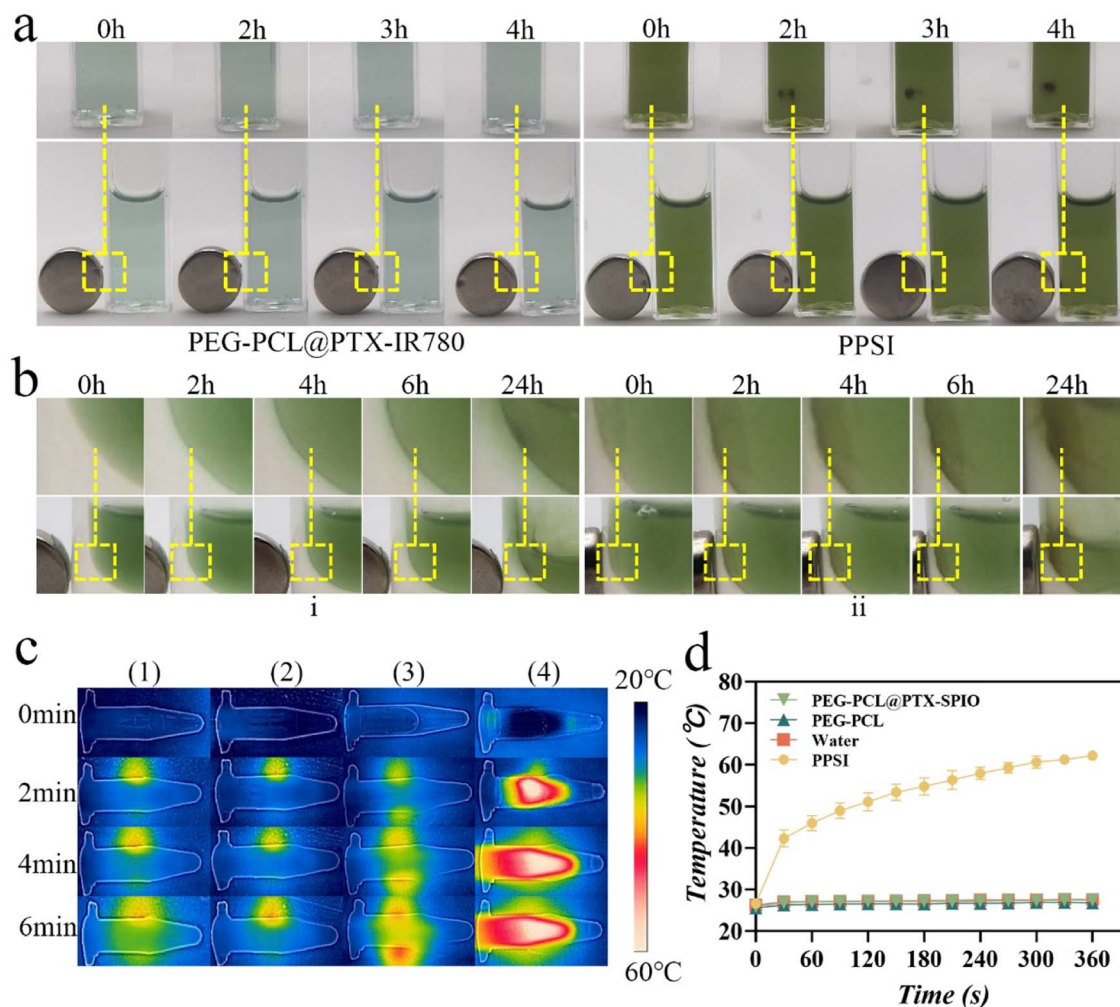 a
0h 2h 3h 4h 0h 2h 3h 4h
PEG-PCL@PTX-IR780 PPSI
b
0h 2h 4h 6h 24h 0h 2h 4h 6h 24h
i ii
c
(1) (2) (3) (4)
0min
2min
4min
6min
20℃
60℃
d
80
70
60
50
40
30
20
Temperature (℃)
PEG-PCL@PTX-SPIO
PEG-PCL
Water
PPSI
0 60 120 180 240 300 360
Time (s)